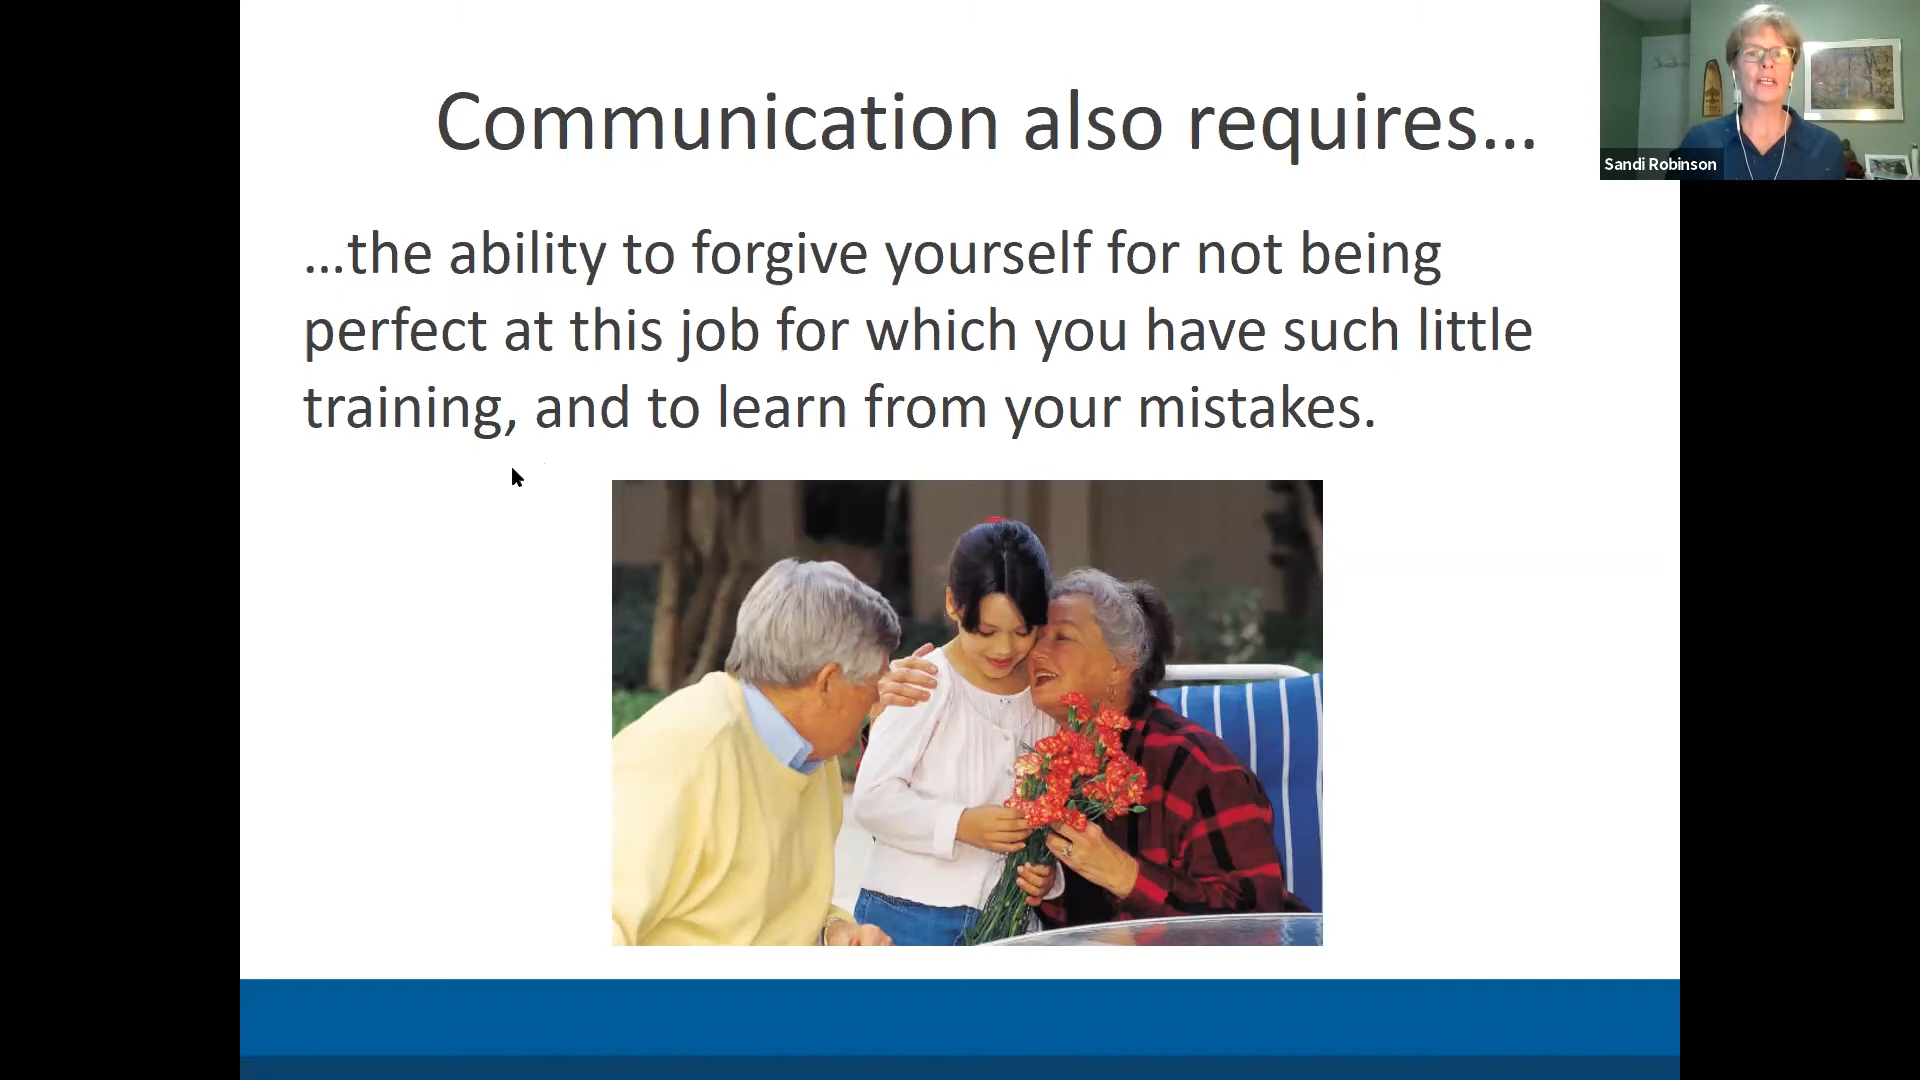 Communication also requires...
Sandi Robinson
...the ability to forgive yourself for not being
perfect at this job for which you have such little
training, and to learn from your mistakes.